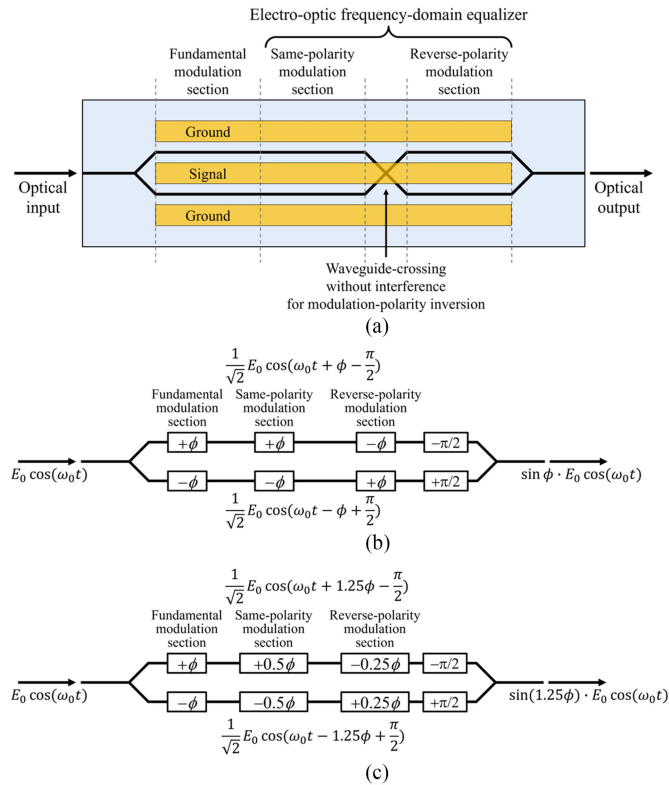 Electro-optic frequency-domain equalizer
Fundamental modulation section
Same-polarity modulation section
Reverse-polarity modulation section
Ground
Signal
Ground
Optical input
Optical output
Waveguide-crossing
without interference
for modulation-polarity inversion
(a)
1/√2 E₀ cos(ω₀t + ϕ − π/2)
Fundamental modulation section
Same-polarity modulation section
Reverse-polarity modulation section
+ϕ +ϕ −ϕ −π/2
E₀ cos(ω₀t)
sin ϕ · E₀ cos(ω₀t)
−ϕ −ϕ +ϕ +π/2
1/√2 E₀ cos(ω₀t − ϕ + π/2)
(b)
1/√2 E₀ cos(ω₀t + 1.25ϕ − π/2)
Fundamental modulation section
Same-polarity modulation section
Reverse-polarity modulation section
+ϕ +0.5ϕ −0.25ϕ −π/2
E₀ cos(ω₀t)
sin(1.25ϕ) · E₀ cos(ω₀t)
−ϕ −0.5ϕ +0.25ϕ +π/2
1/√2 E₀ cos(ω₀t − 1.25ϕ + π/2)
(c)